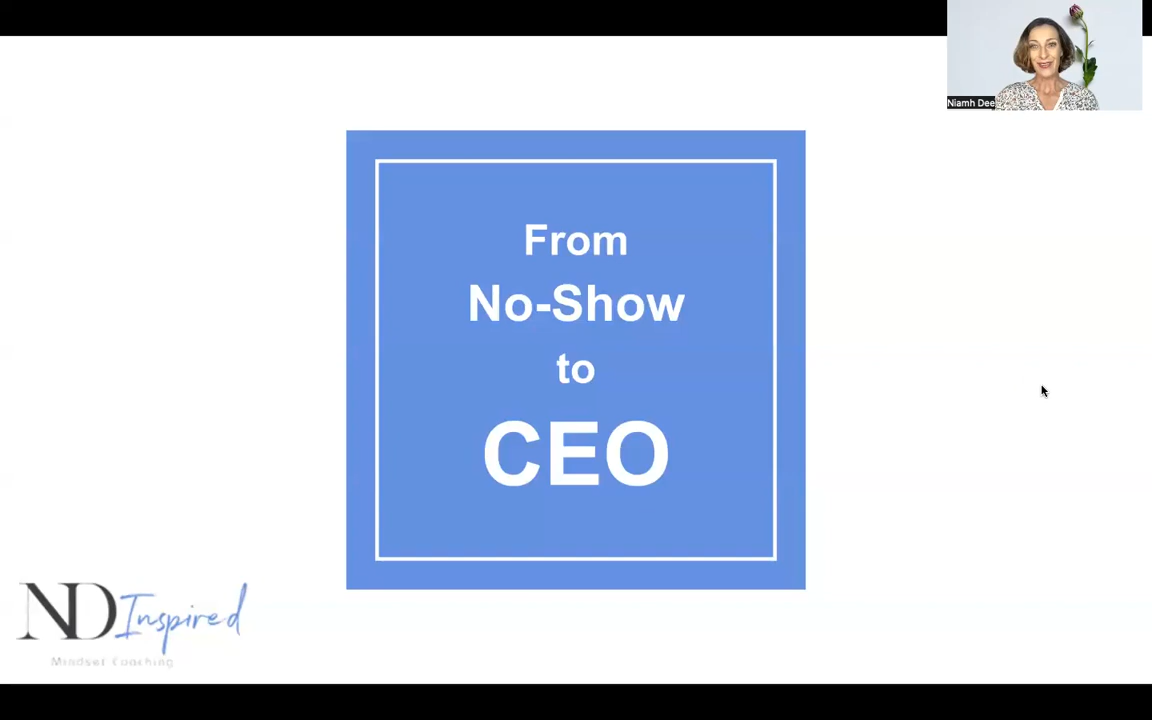 Niamh Dee
From
No-Show
to
CEO
ND Inspired
Mindset Coaching